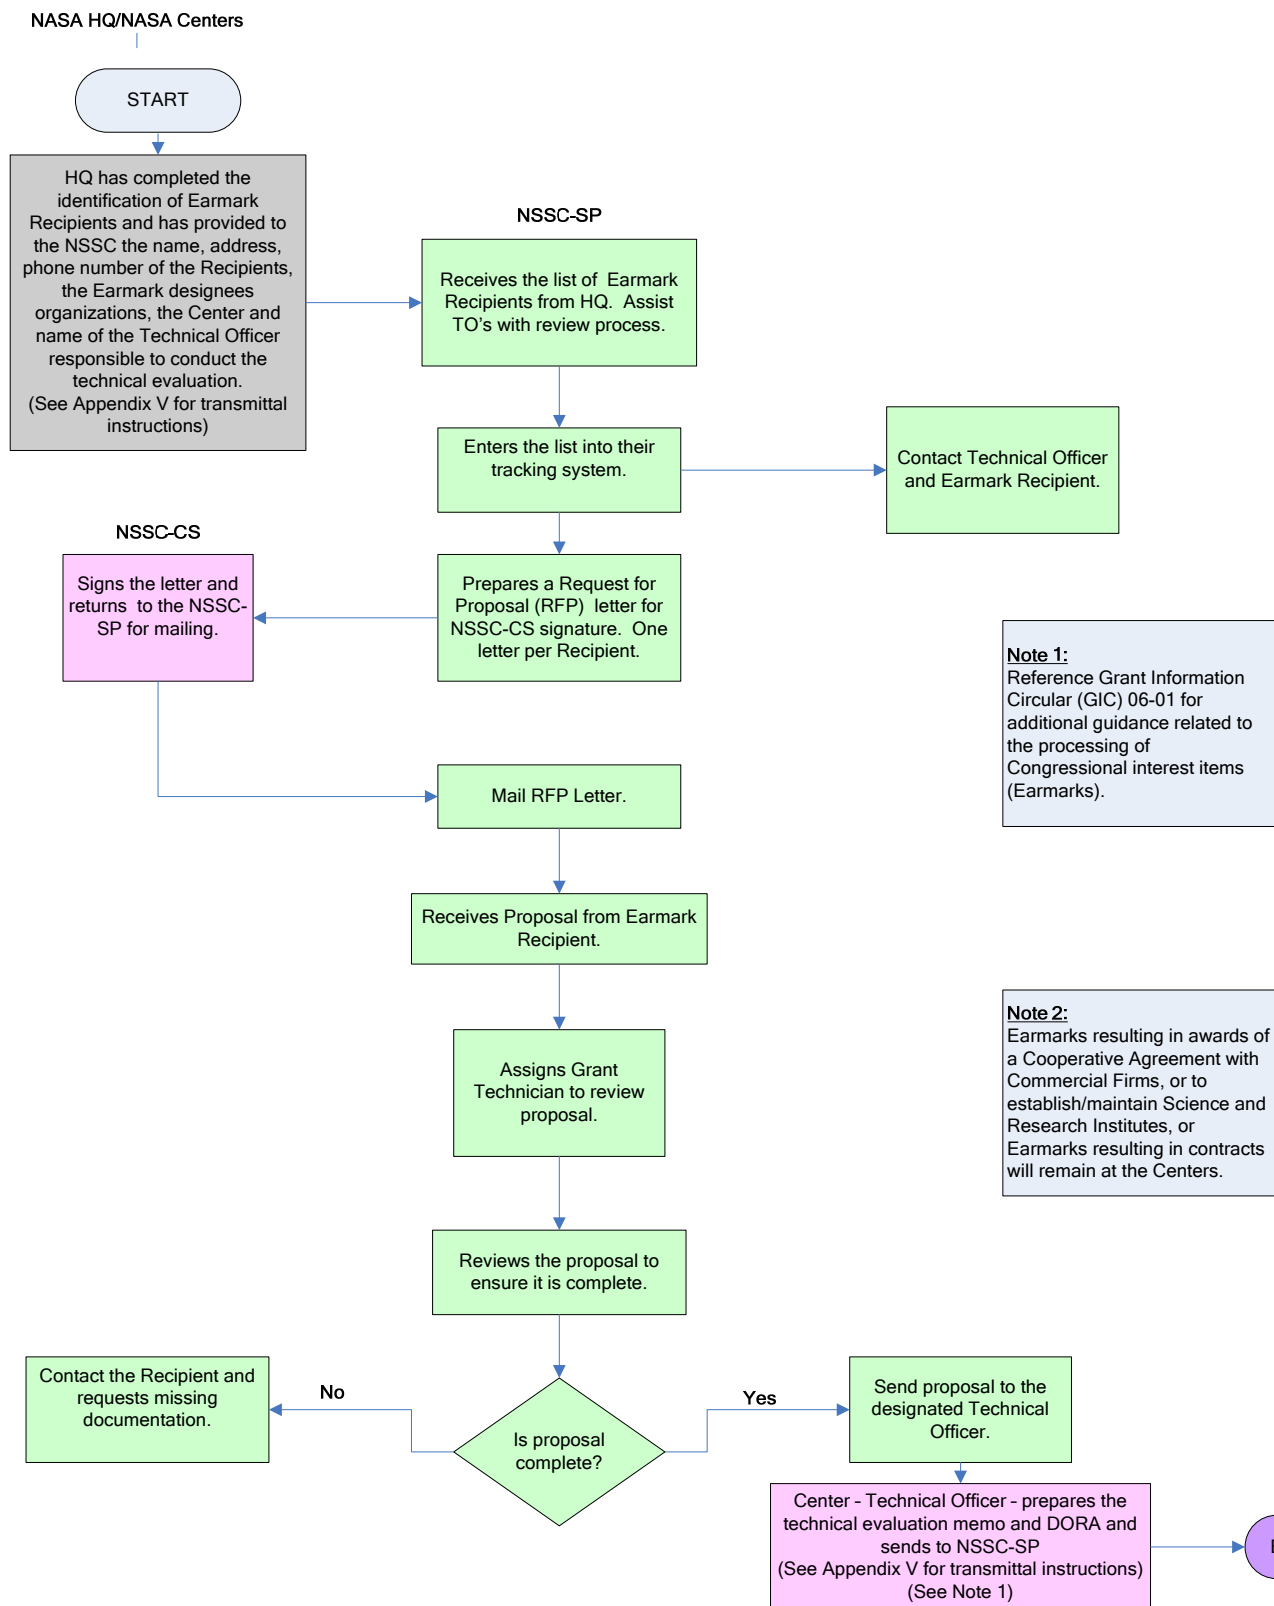 NASA HQ/NASA Centers
START
HQ has completed the
identification of Earmark
Recipients and has provided to
the NSSC the name, address,
phone number of the Recipients,
the Earmark designees
organizations, the Center and
name of the Technical Officer
responsible to conduct the
technical evaluation.
(See Appendix V for transmittal
instructions)
NSSC-SP
Receives the list of Earmark
Recipients from HQ. Assist
TO's with review process.
Enters the list into their
tracking system.
Contact Technical Officer
and Earmark Recipient.
NSSC-CS
Signs the letter and
returns to the NSSC-
SP for mailing.
Prepares a Request for
Proposal (RFP) letter for
NSSC-CS signature. One
letter per Recipient.
Note 1:
Reference Grant Information
Circular (GIC) 06-01 for
additional guidance related to
the processing of
Congressional interest items
(Earmarks).
Mail RFP Letter.
Receives Proposal from Earmark
Recipient.
Note 2:
Earmarks resulting in awards of
a Cooperative Agreement with
Commercial Firms, or to
establish/maintain Science and
Research Institutes, or
Earmarks resulting in contracts
will remain at the Centers.
Assigns Grant
Technician to review
proposal.
Reviews the proposal to
ensure it is complete.
Is proposal
complete?
No
Contact the Recipient and
requests missing
documentation.
Yes
Send proposal to the
designated Technical
Officer.
Center - Technical Officer - prepares the
technical evaluation memo and DORA and
sends to NSSC-SP
(See Appendix V for transmittal instructions)
(See Note 1)